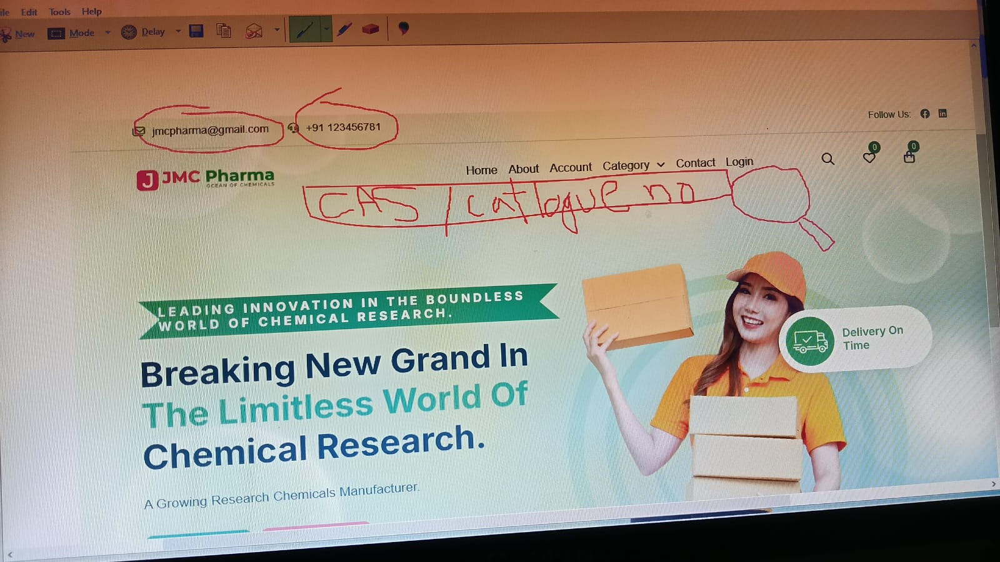 ile Edit Tools Help
New Mode Delay
jmcpharma@gmail.com +91 123456781
Follow Us:
0 0
J JMC Pharma
OCEAN OF CHEMICALS
Home About Account Category Contact Login
CAS / catlogue no
LEADING INNOVATION IN THE BOUNDLESS
WORLD OF CHEMICAL RESEARCH.
Delivery On
Time
Breaking New Grand In
The Limitless World Of
Chemical Research.
A Growing Research Chemicals Manufacturer.